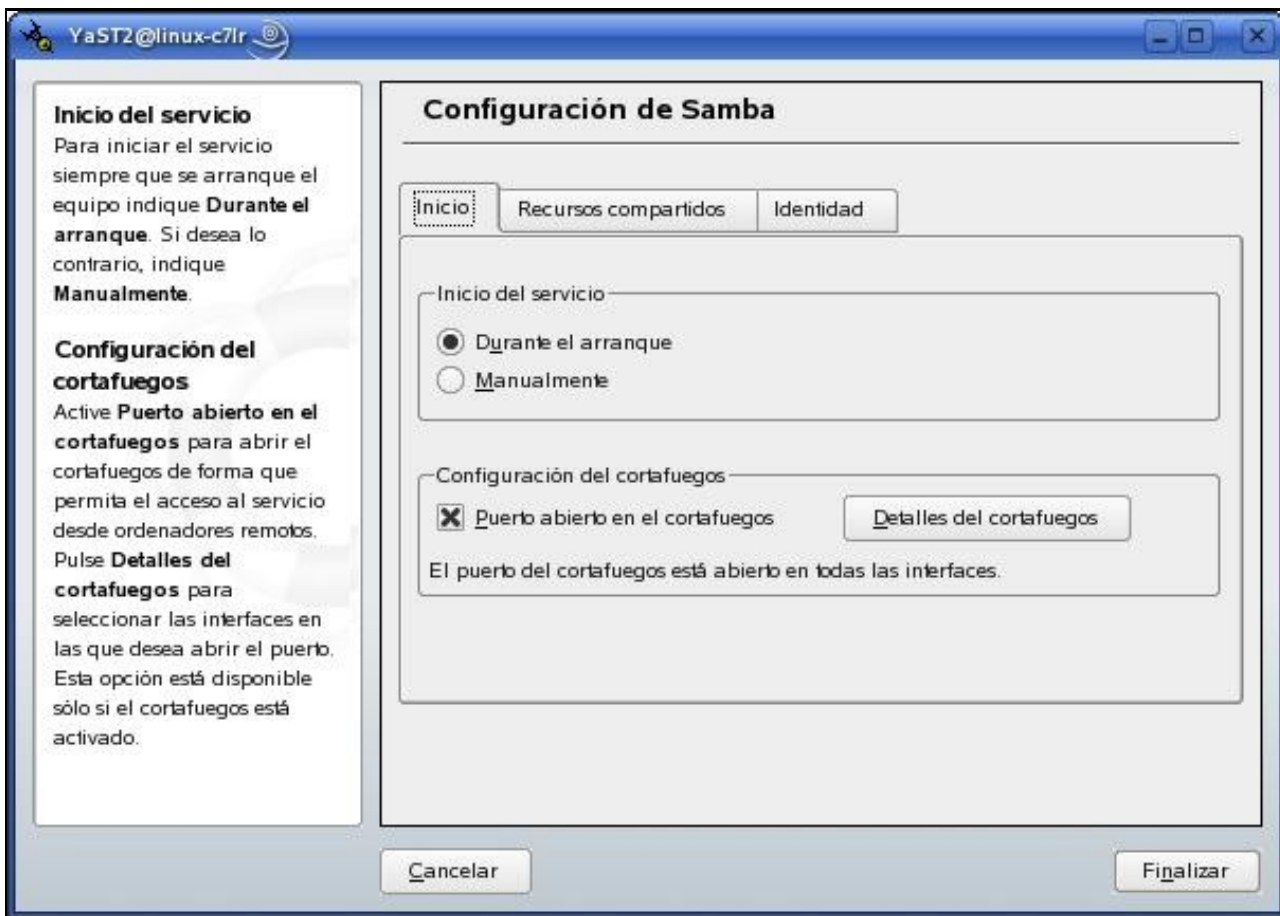 YaST2@linux-c7lr
Inicio del servicio
Para iniciar el servicio
siempre que se arranque el
equipo indique Durante el
arranque. Si desea lo
contrario, indique
Manualmente.
Configuración del
cortafuegos
Active Puerto abierto en el
cortafuegos para abrir el
cortafuegos de forma que
permita el acceso al servicio
desde ordenadores remotos.
Pulse Detalles del
cortafuegos para
seleccionar las interfaces en
las que desea abrir el puerto.
Esta opción está disponible
sólo si el cortafuegos está
activado.
Configuración de Samba
Inicio Recursos compartidos Identidad
Inicio del servicio
Durante el arranque
Manualmente
Configuración del cortafuegos
Puerto abierto en el cortafuegos Detalles del cortafuegos
El puerto del cortafuegos está abierto en todas las interfaces.
Cancelar Finalizar